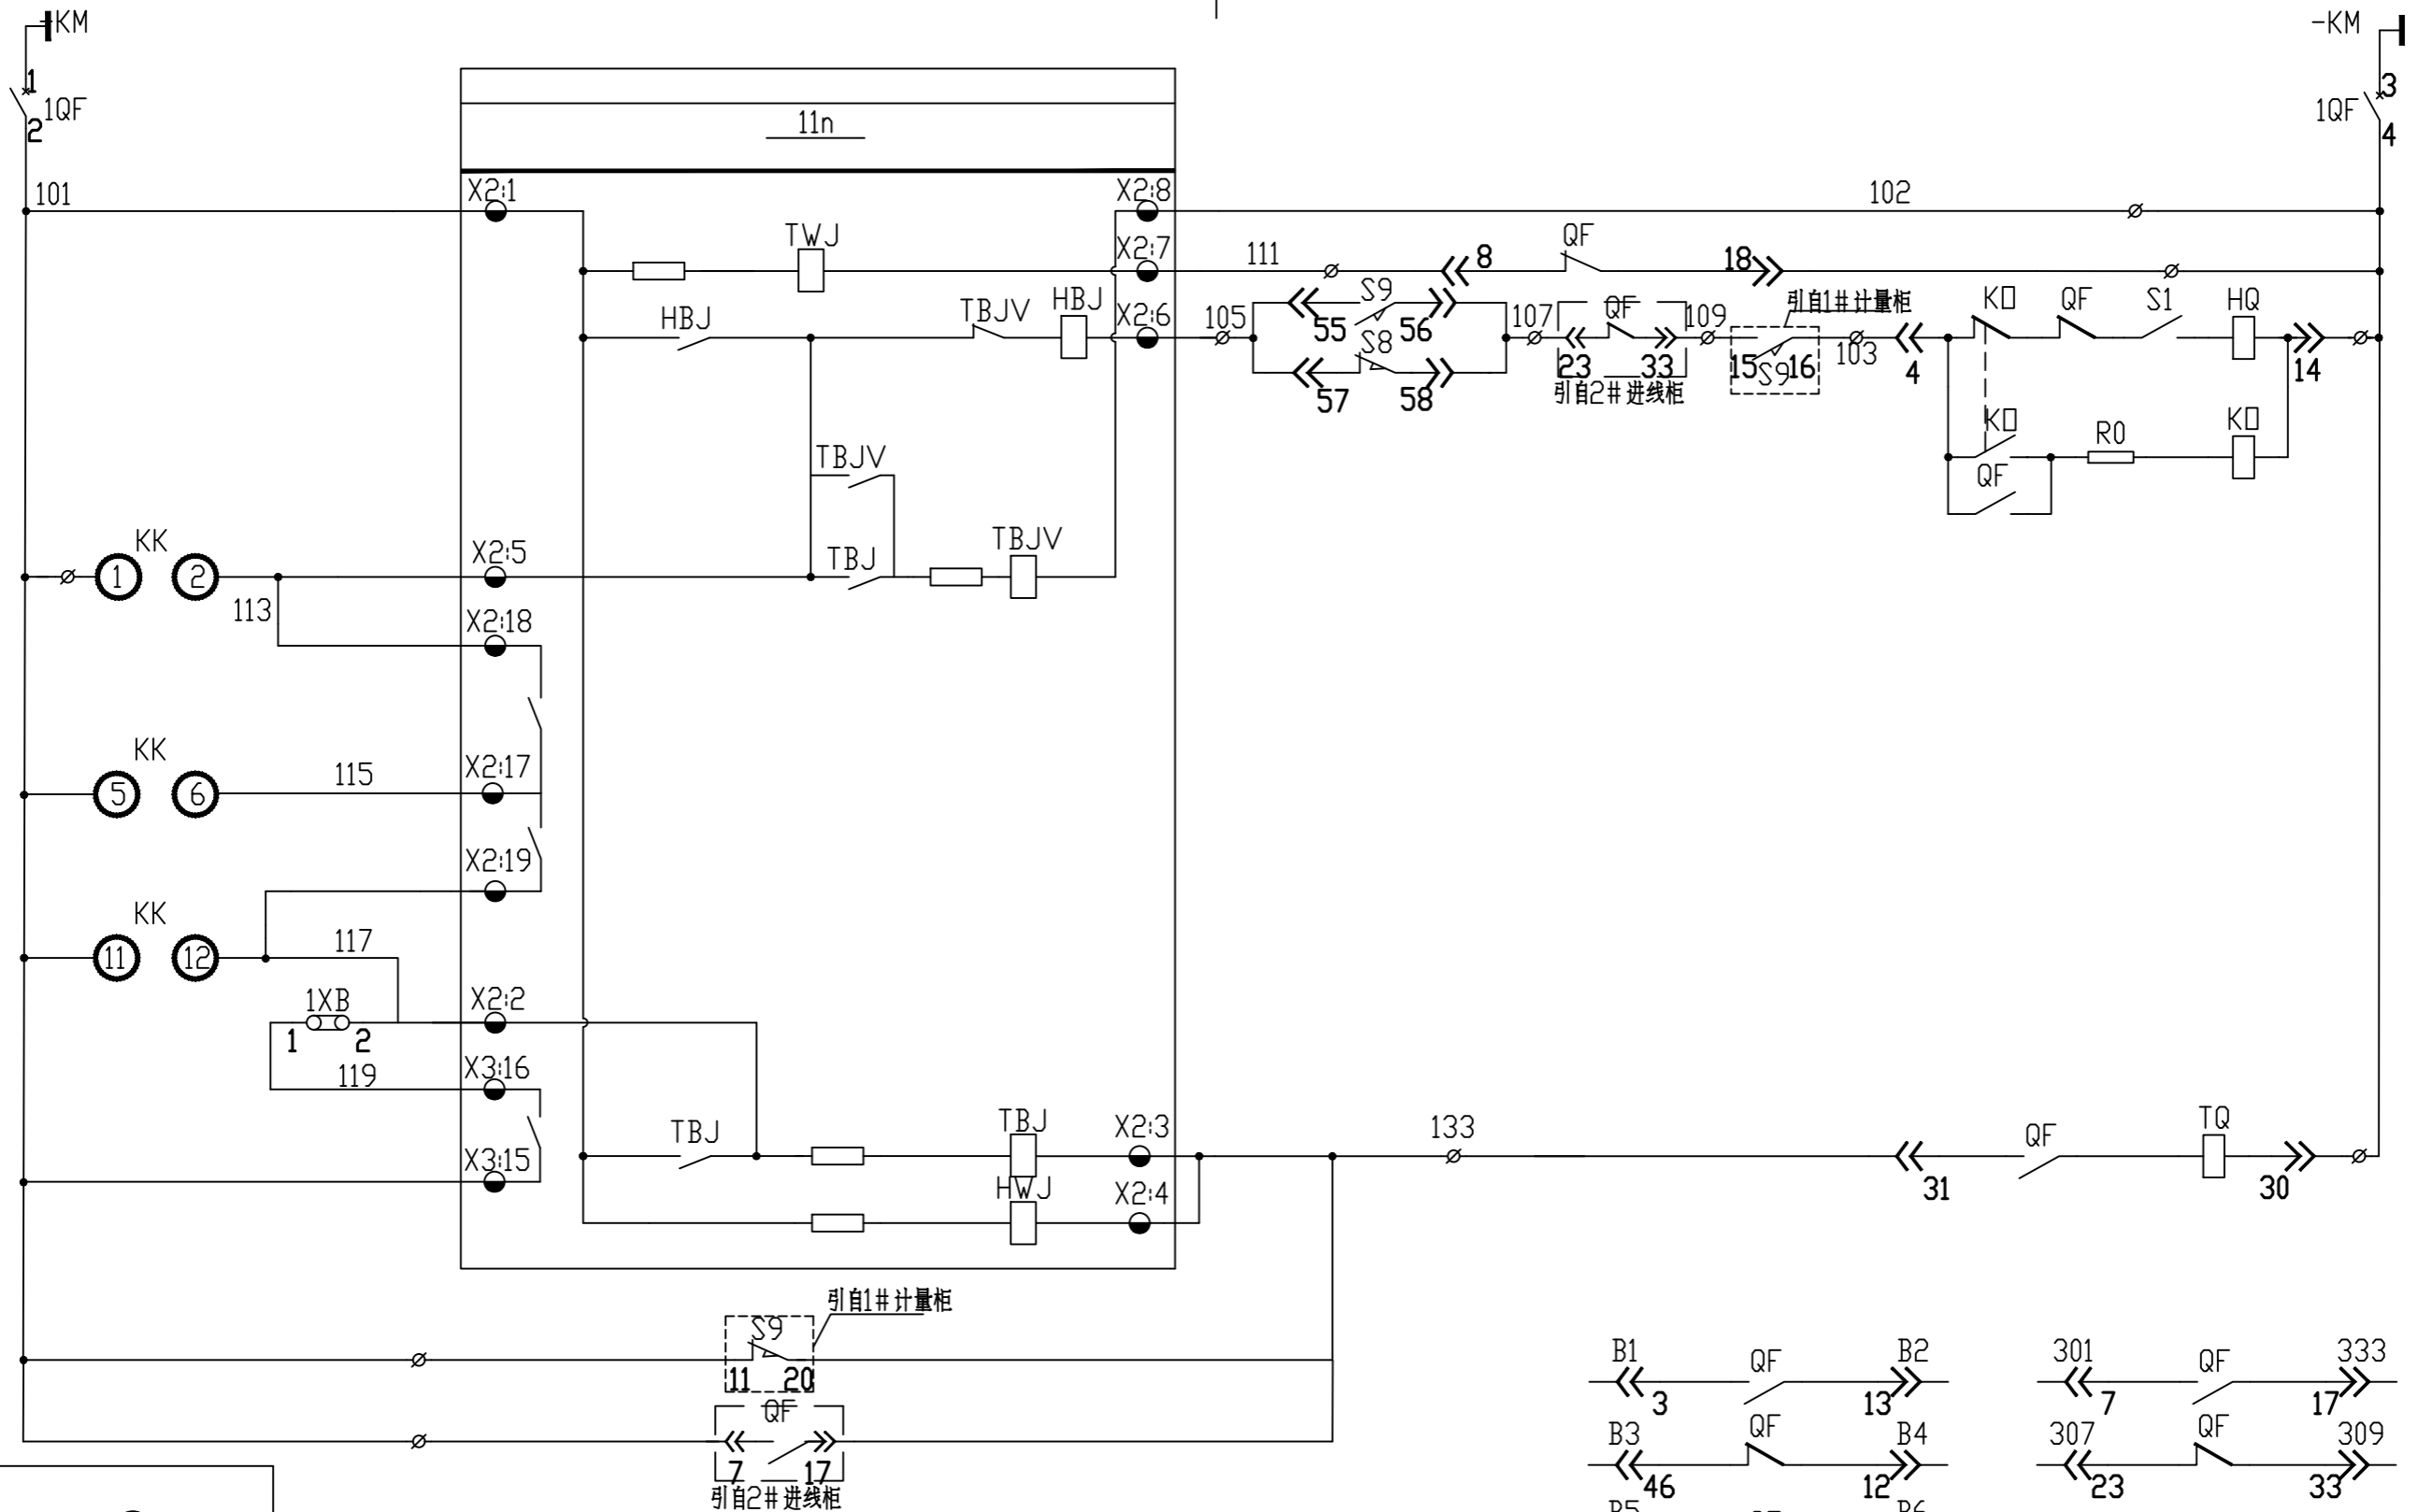 +KM
-KM
1
3
1QF
1QF
2
4
11n
101
X2:1
X2:8
102
TWJ
X2:7
111
8
QF
18
HBJ
TBJV
HBJ
X2:6
105
S9
55
56
S8
57
58
107
QF
109
23
33
引自2#进线柜
引自1#计量柜
15
S9
16
103
4
KO
QF
S1
HQ
14
KO
R0
KO
QF
TBJV
KK
1
2
X2:5
TBJ
TBJV
113
X2:18
KK
5
6
115
X2:17
X2:19
KK
11
12
117
1XB
1
2
X2:2
119
X3:16
X3:15
TBJ
TBJ
X2:3
133
HWJ
X2:4
QF
TQ
31
30
引自1#计量柜
S9
11
20
QF
7
17
引自2#进线柜
B1
QF
B2
301
QF
333
3
13
7
17
B3
QF
B4
307
QF
309
46
12
23
33